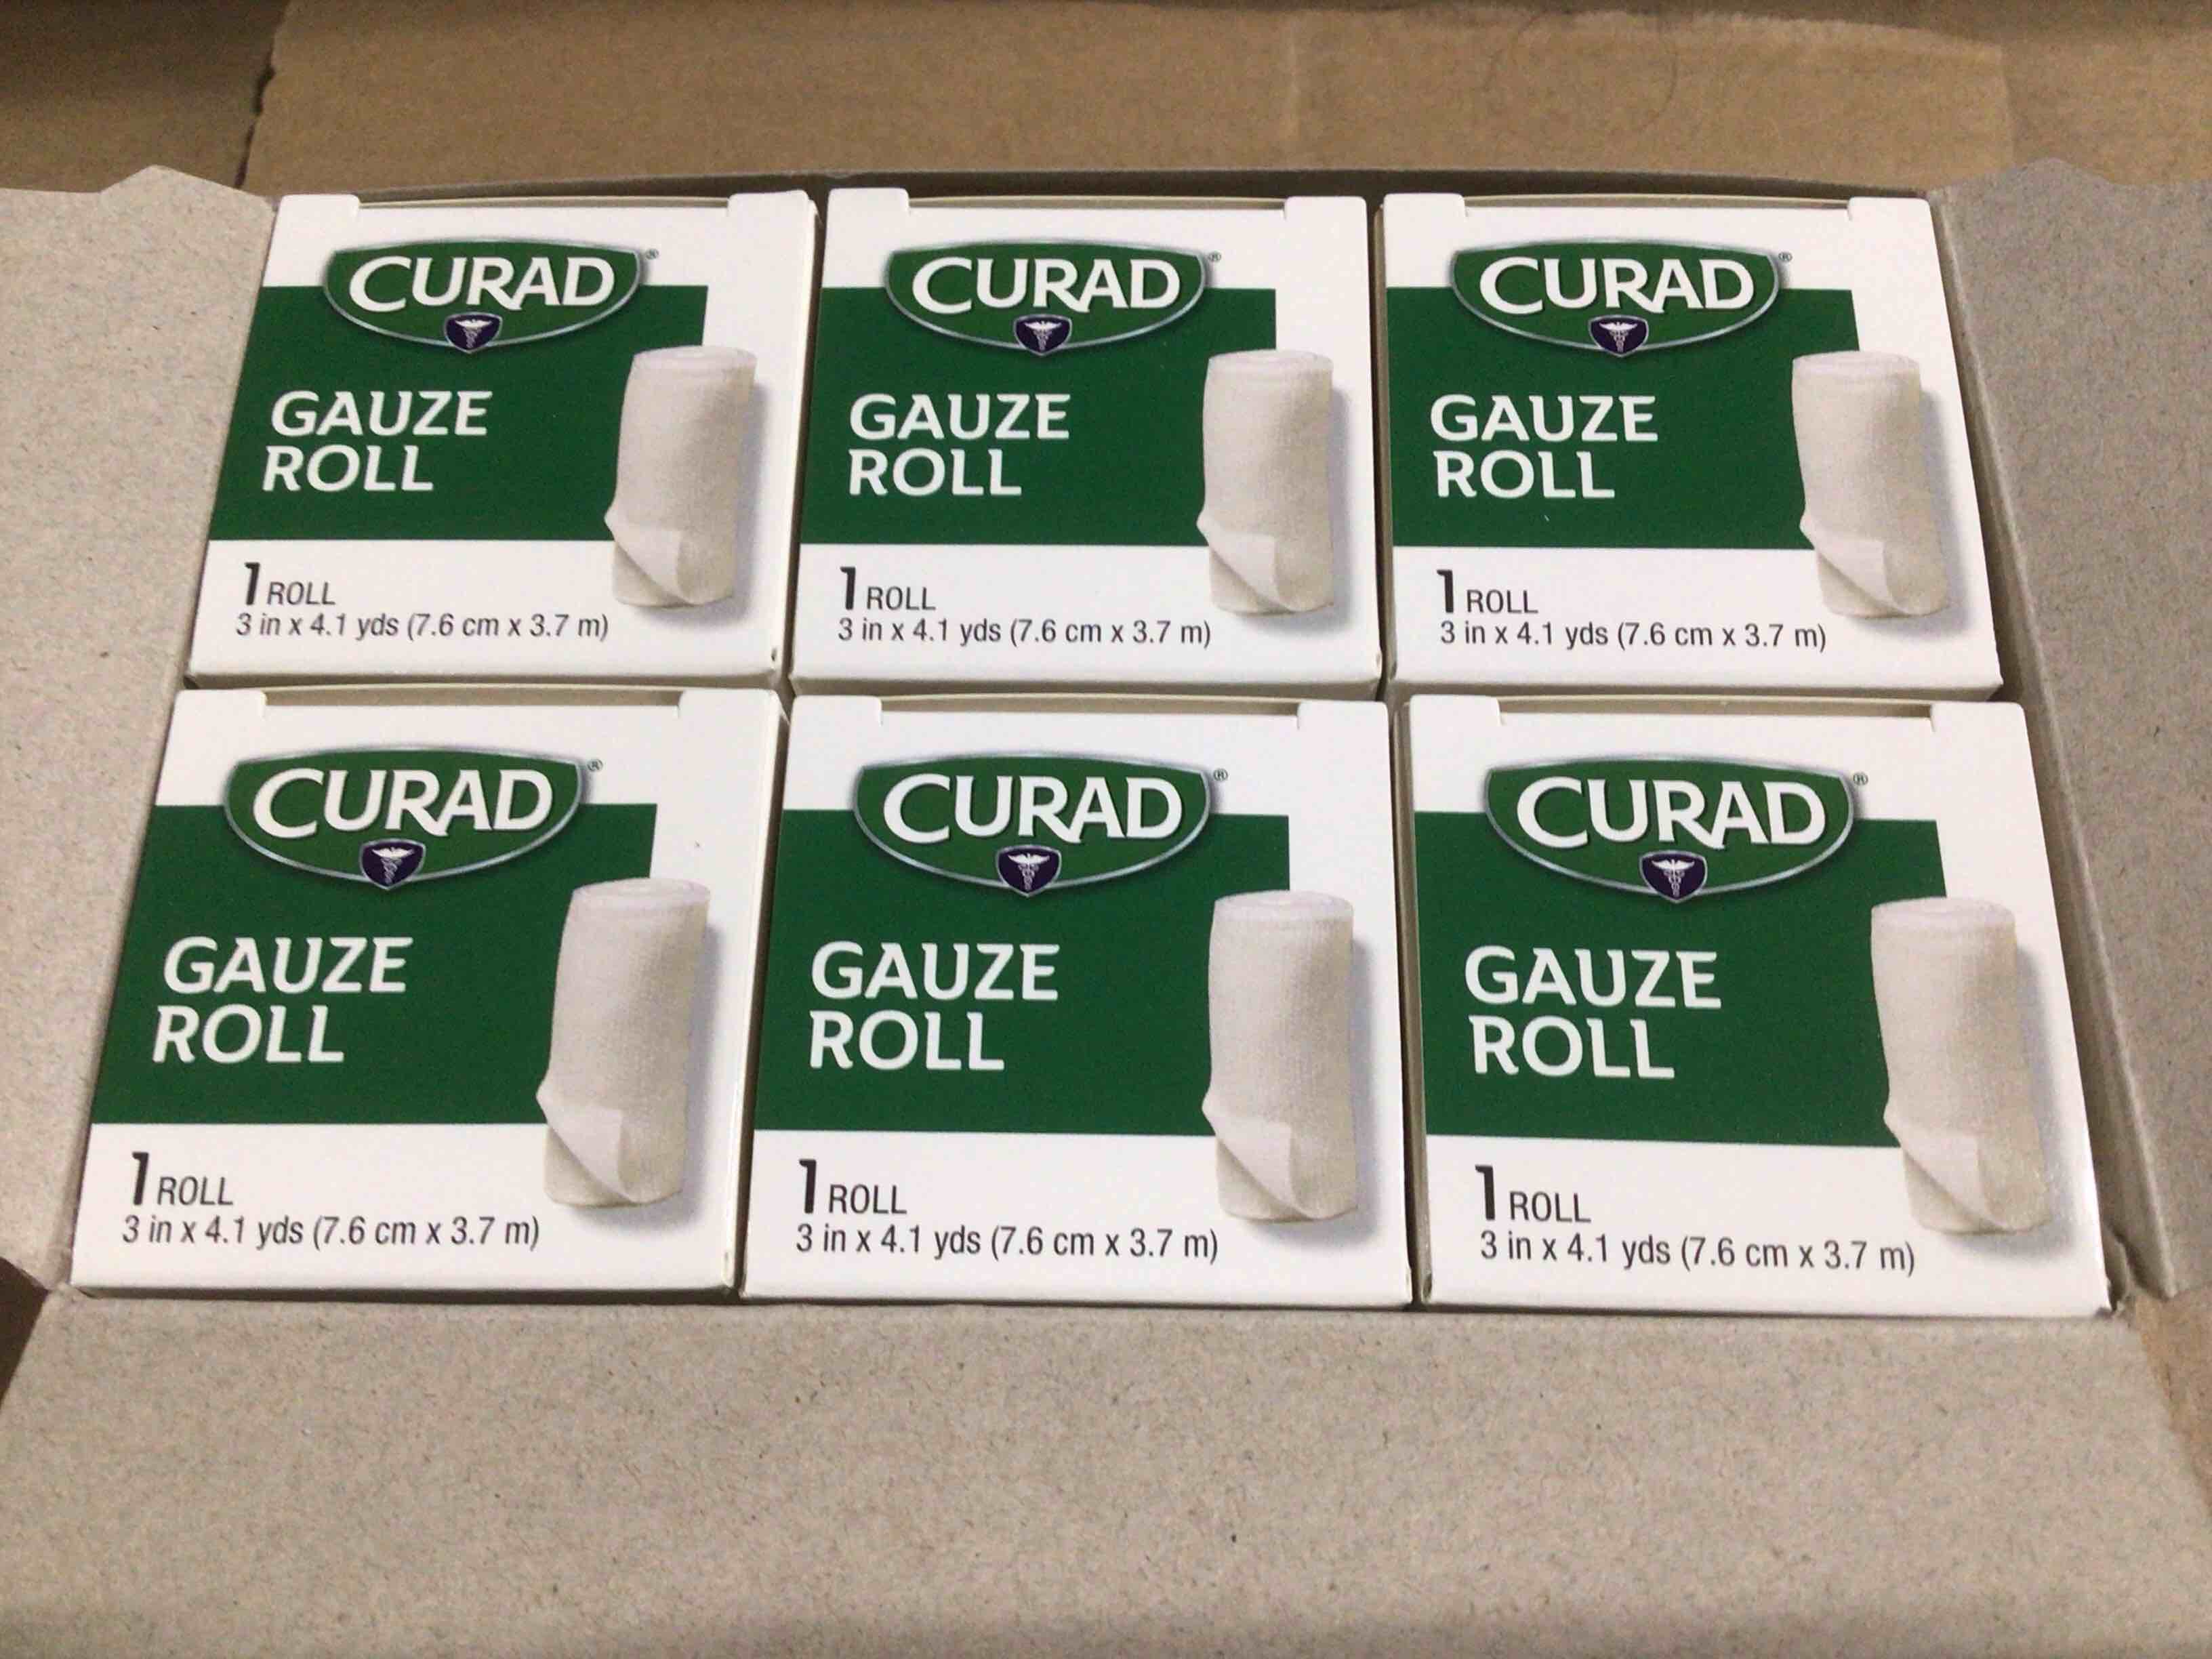 CURAD®
GAUZE
ROLL
1 ROLL
3 in x 4.1 yds (7.6 cm x 3.7 m)
CURAD®
GAUZE
ROLL
1 ROLL
3 in x 4.1 yds (7.6 cm x 3.7 m)
CURAD®
GAUZE
ROLL
1 ROLL
3 in x 4.1 yds (7.6 cm x 3.7 m)
CURAD®
GAUZE
ROLL
1 ROLL
3 in x 4.1 yds (7.6 cm x 3.7 m)
CURAD®
GAUZE
ROLL
1 ROLL
3 in x 4.1 yds (7.6 cm x 3.7 m)
CURAD®
GAUZE
ROLL
1 ROLL
3 in x 4.1 yds (7.6 cm x 3.7 m)